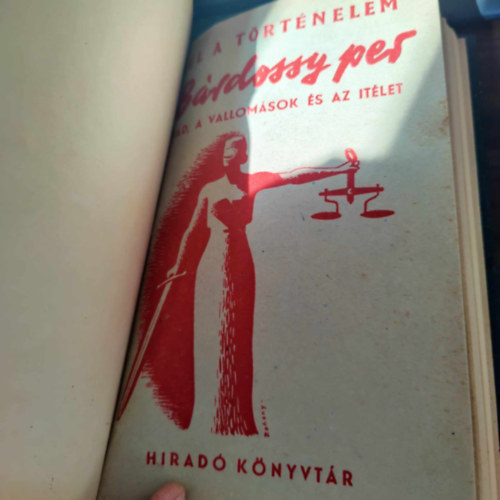 A TÖRTÉNELEM
Bárdossy per
A VALLOMÁSOK ÉS AZ ITÉLET
HIRADÓ KÖNYVTÁR